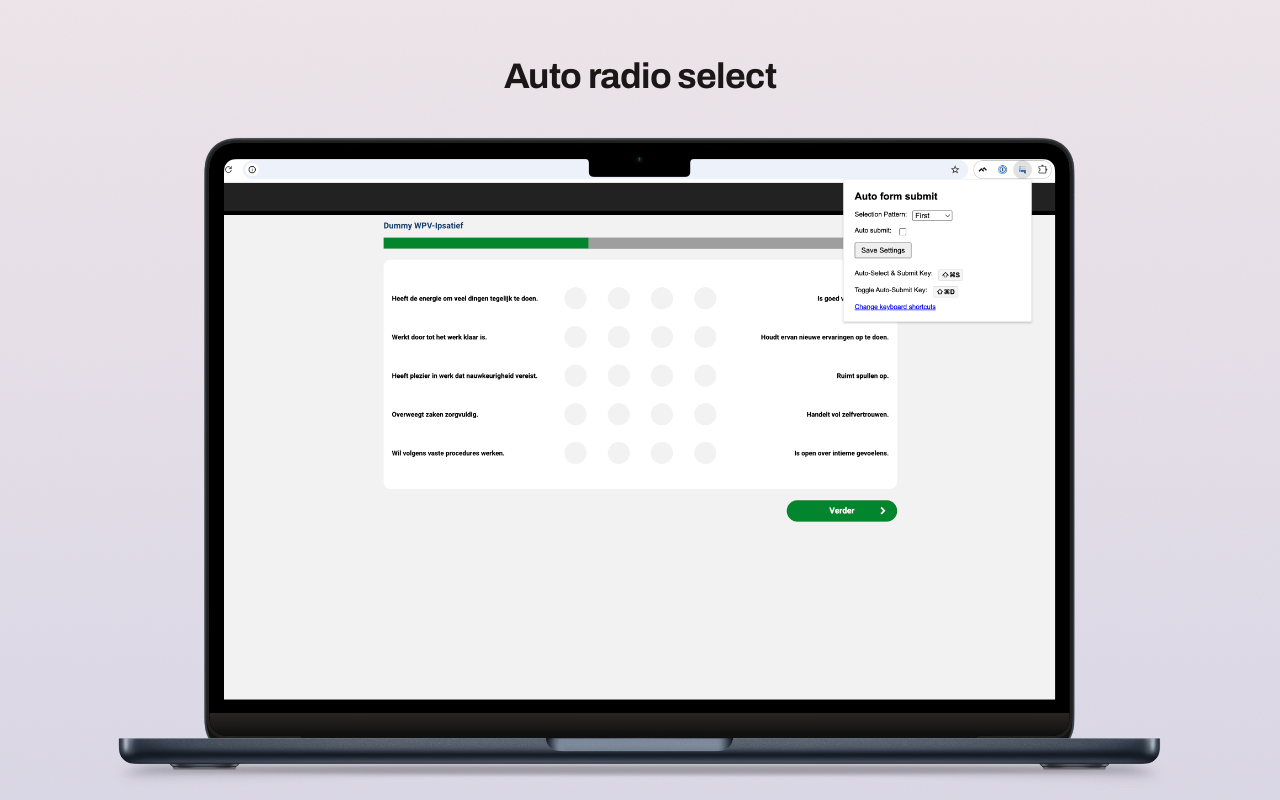 Auto radio select
Auto form submit
Selection Pattern: First
Auto submit:
Save Settings
Auto-Select & Submit Key: ⇧⌘S
Toggle Auto-Submit Key: ⇧⌘D
Change keyboard shortcuts
Dummy WPV-Ipsatief
Heeft de energie om veel dingen tegelijk te doen. Is goed
Werkt door tot het werk klaar is. Houdt ervan nieuwe ervaringen op te doen.
Heeft plezier in werk dat nauwkeurigheid vereist. Ruimt spullen op.
Overweegt zaken zorgvuldig. Handelt vol zelfvertrouwen.
Wil volgens vaste procedures werken. Is open over intieme gevoelens.
Verder